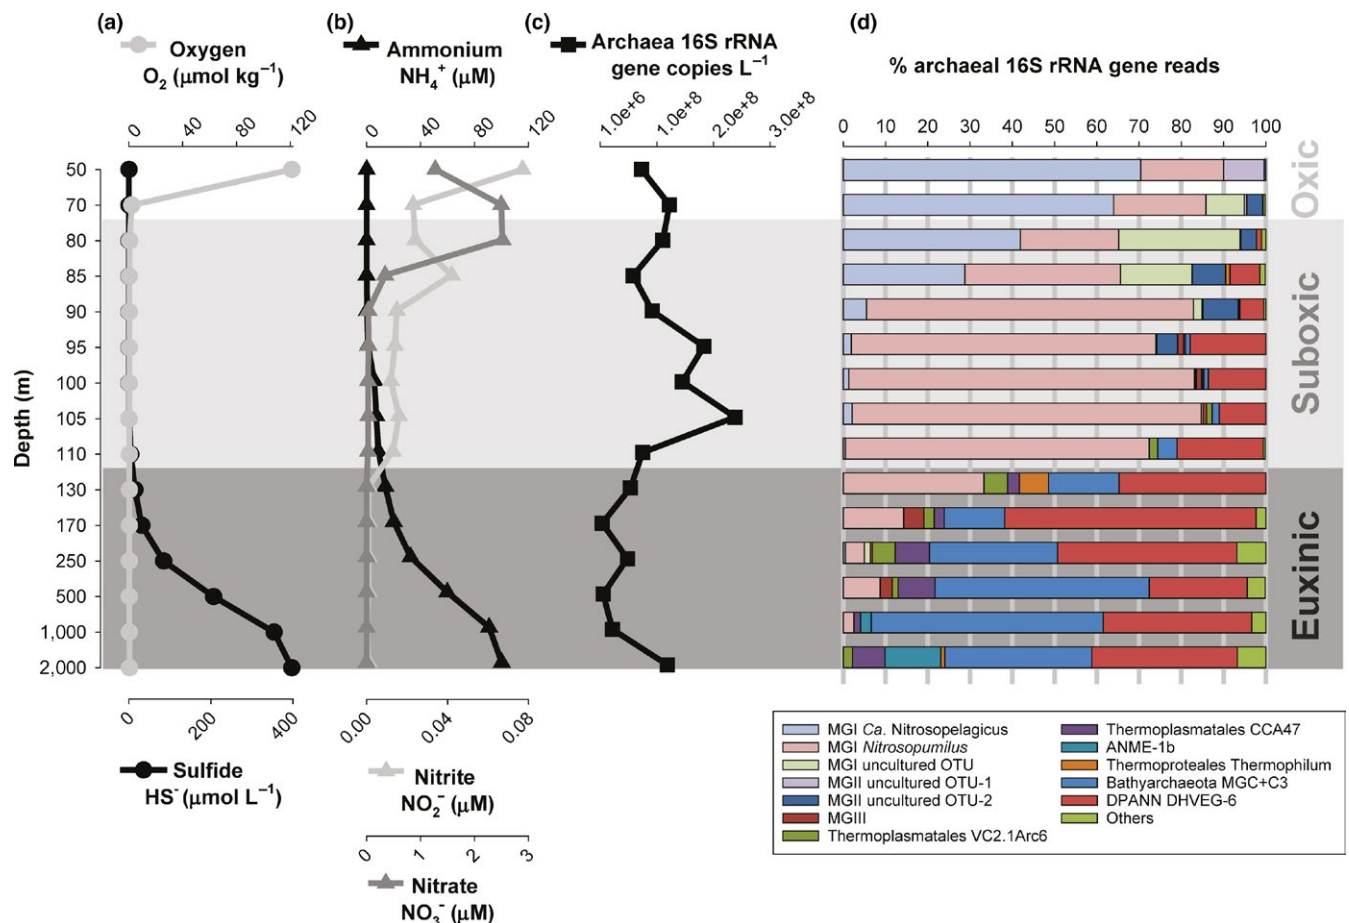 (a)
Oxygen
O2 (μmol kg−1)
0 40 80 120
(b)
Ammonium
NH4+ (μM)
0 40 80 120
(c)
Archaea 16S rRNA
gene copies L−1
1.0e+6 1.0e+8 2.0e+8 3.0e+8
(d)
% archaeal 16S rRNA gene reads
0 10 20 30 40 50 60 70 80 90 100
Depth (m)
50
70
80
85
90
95
100
105
110
130
170
250
500
1,000
2,000
Oxic
Suboxic
Euxinic
0 200 400
Sulfide
HS- (μmol L−1)
0.00 0.04 0.08
Nitrite
NO2− (μM)
0 1 2 3
Nitrate
NO3− (μM)
MGI Ca. Nitrosopelagicus
MGI Nitrosopumilus
MGI uncultured OTU
MGII uncultured OTU-1
MGII uncultured OTU-2
MGIII
Thermoplasmatales VC2.1Arc6
Thermoplasmatales CCA47
ANME-1b
Thermoproteales Thermophilum
Bathyarchaeota MGC+C3
DPANN DHVEG-6
Others